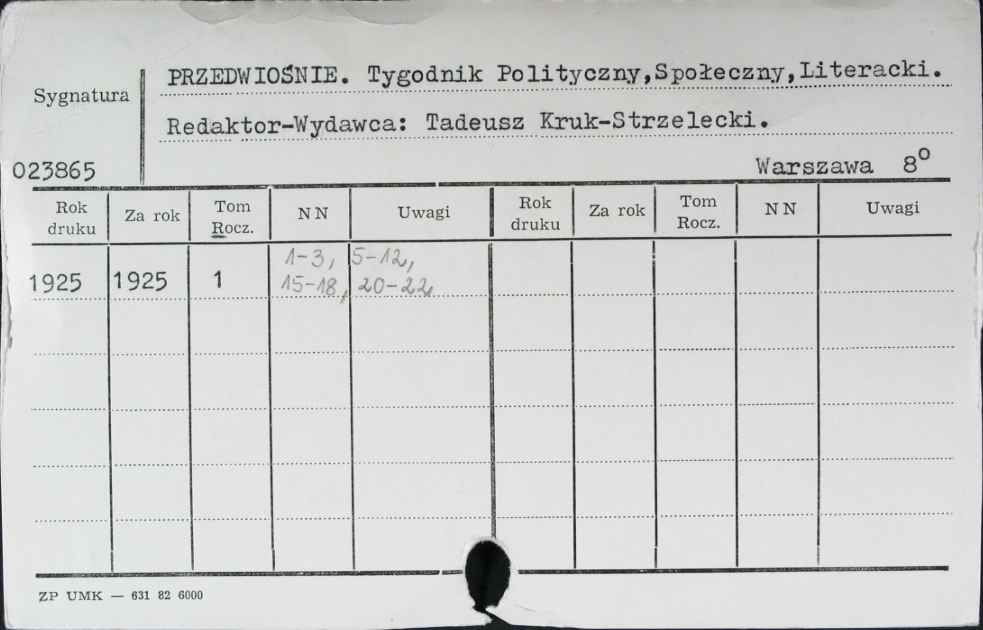 PRZEDWIOŚNIE. Tygodnik Polityczny,Społeczny,Literacki.
Sygnatura
Redaktor-Wydawca: Tadeusz Kruk-Strzelecki.
023865
Warszawa 8⁰
Rok druku Za rok Tom Rocz. NN Uwagi Rok druku Za rok Tom Rocz. NN Uwagi
1-3, 5-12,
1925 1925 1 15-18, 20-22
ZP UMK — 631 82 6000